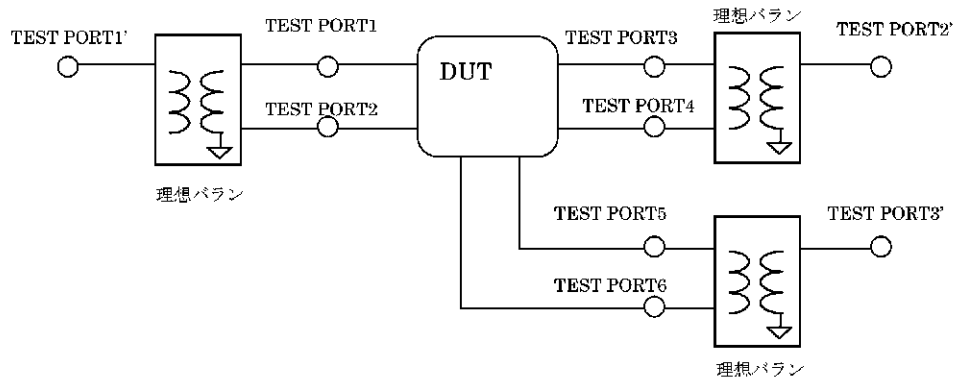 理想バラン
TEST PORT1'
TEST PORT1
TEST PORT3
TEST PORT2'
DUT
TEST PORT2
TEST PORT4
理想バラン
TEST PORT5
TEST PORT3'
TEST PORT6
理想バラン